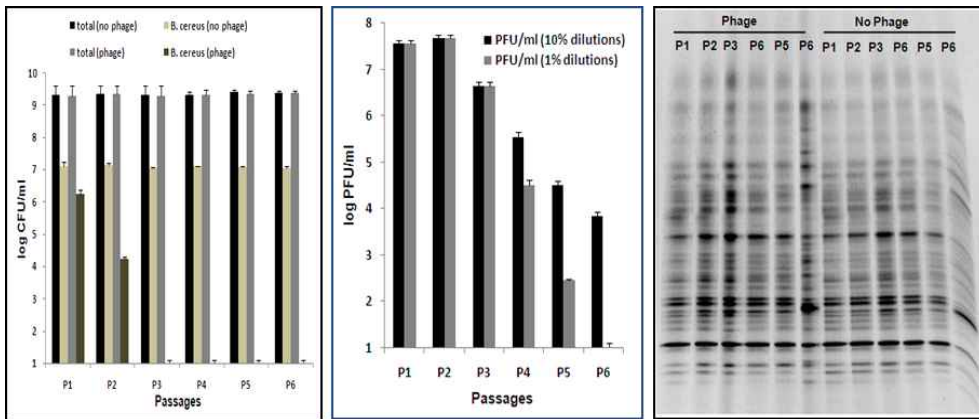 total (no phage) B. cereus (no phage)
total (phage) B. cereus (phage)
log CFU/ml
10
9
8
7
6
5
4
3
2
1
P1 P2 P3 P4 P5 P6
Passages
PFU/ml (10% dilutions)
PFU/ml (1% dilutions)
log PFU/ml
8
7
6
5
4
3
2
1
P1 P2 P3 P4 P5 P6
Passages
Phage No Phage
P1 P2 P3 P6 P5 P6 P1 P2 P3 P6 P5 P6